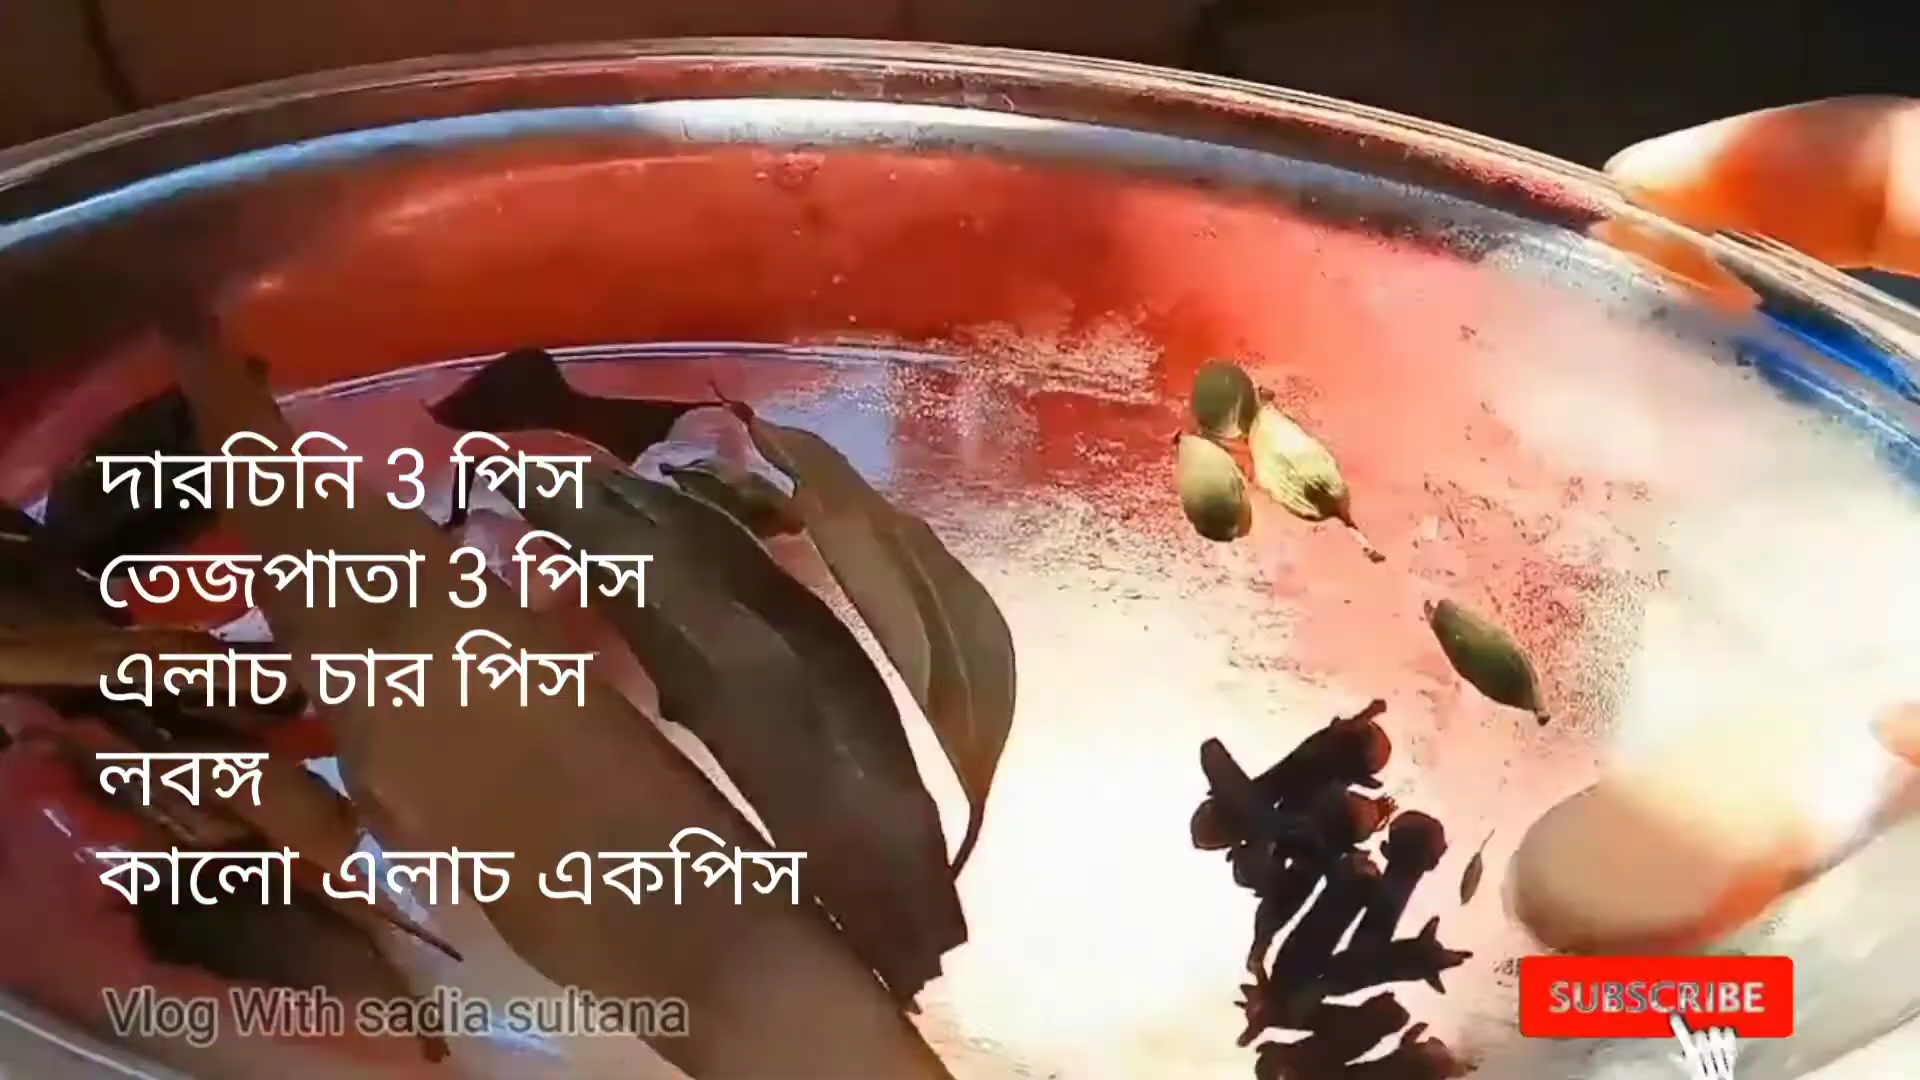 দারচিনি 3 পিস
তেজপাতা 3 পিস
এলাচ চার পিস
লবঙ্গ
কালো এলাচ একপিস
Vlog With sadia sultana
SUBSCRIBE